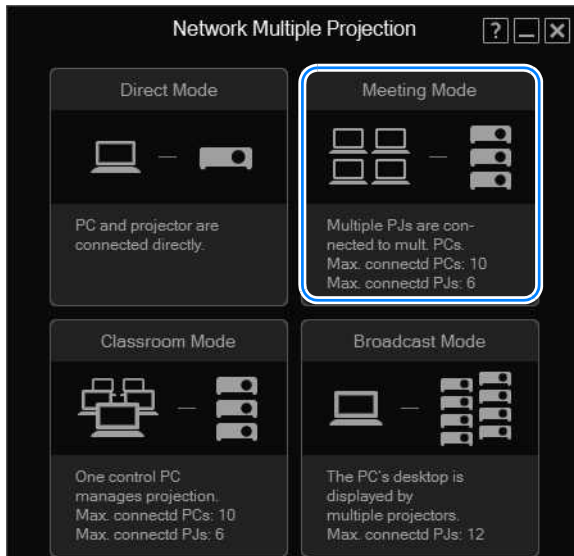 Network Multiple Projection
?
Direct Mode
PC and projector are
connected directly.
Meeting Mode
Multiple PJs are con-
nected to mult. PCs.
Max. connectd PCs: 10
Max. connectd PJs: 6
Classroom Mode
One control PC
manages projection.
Max. connectd PCs: 10
Max. connectd PJs: 6
Broadcast Mode
The PC's desktop is
displayed by
multiple projectors.
Max. connectd PJs: 12